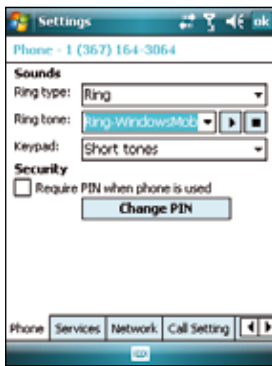 Settings
ok
Phone - 1 (367) 164-3064
Sounds
Ring type: Ring
Ring tone: Ring-WindowsMob
Keypad: Short tones
Security
Require PIN when phone is used
Change PIN
Phone Services Network Call Setting